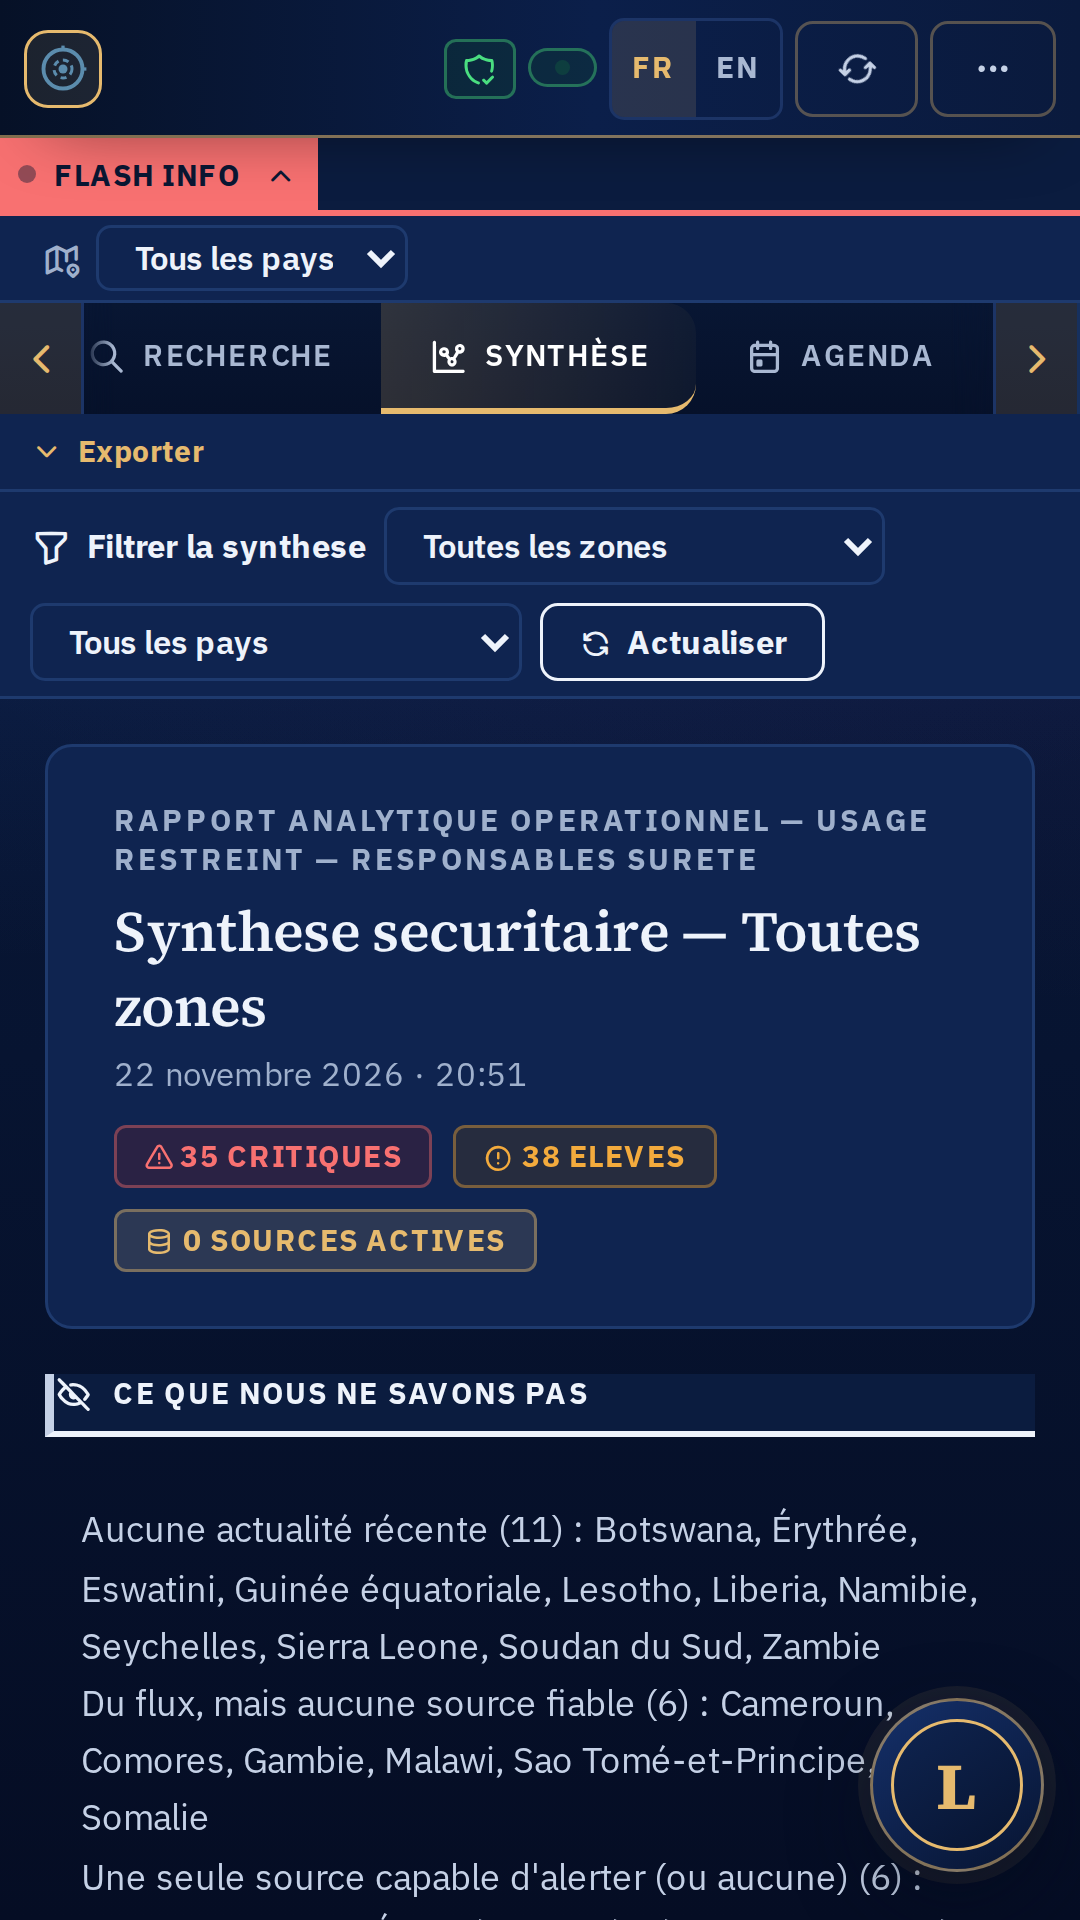 FR
EN
FLASH INFO
Tous les pays
RECHERCHE
SYNTHÈSE
AGENDA
Exporter
Filtrer la synthese
Toutes les zones
Tous les pays
Actualiser
RAPPORT ANALYTIQUE OPERATIONNEL — USAGE
RESTREINT — RESPONSABLES SURETE
Synthese securitaire — Toutes
zones
22 novembre 2026 · 20:51
35 CRITIQUES
38 ELEVES
0 SOURCES ACTIVES
CE QUE NOUS NE SAVONS PAS
Aucune actualité récente (11) : Botswana, Érythrée,
Eswatini, Guinée équatoriale, Lesotho, Liberia, Namibie,
Seychelles, Sierra Leone, Soudan du Sud, Zambie
Du flux, mais aucune source fiable (6) : Cameroun,
Comores, Gambie, Malawi, Sao Tomé-et-Principe,
Somalie
L
Une seule source capable d'alerter (ou aucune) (6) :